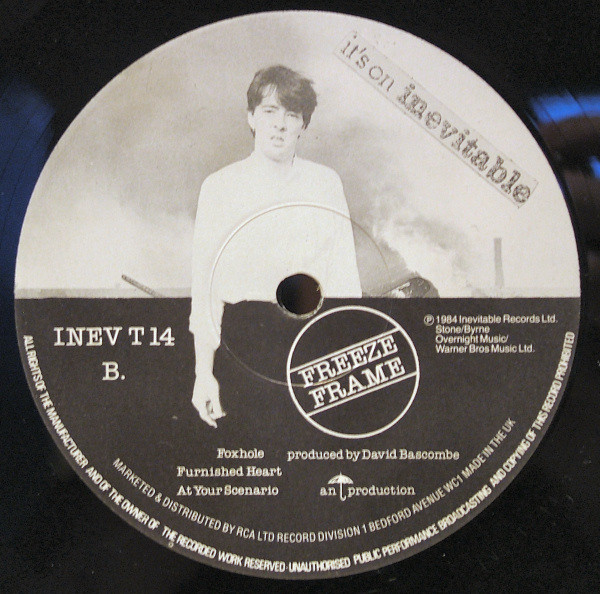 it's on inevitable
INEV T 14
B.
℗ 1984 Inevitable Records Ltd.
Stone/Byrne
Overnight Music/
Warner Bros Music Ltd.
FREEZE
FRAME
Foxhole produced by David Bascombe
Furnished Heart
At Your Scenario an production
MARKETED & DISTRIBUTED BY RCA LTD RECORD DIVISION 1 BEDFORD AVENUE WC1 MADE IN THE UK
ALL RIGHTS OF THE MANUFACTURER AND OF THE OWNER OF THE RECORDED WORK RESERVED · UNAUTHORISED PUBLIC PERFORMANCE BROADCASTING AND COPYING OF THIS RECORD PROHIBITED